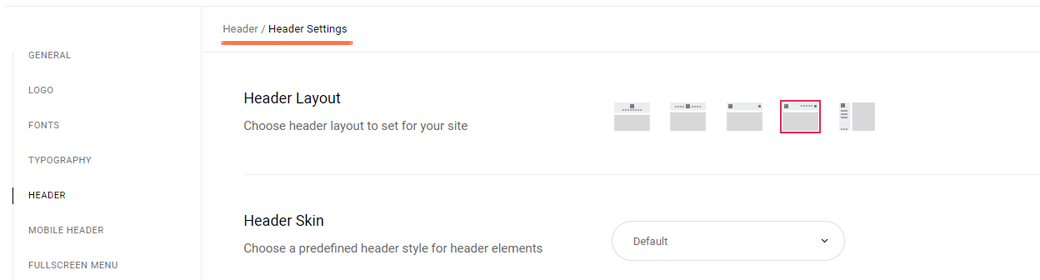 Header / Header Settings
GENERAL
LOGO
FONTS
TYPOGRAPHY
HEADER
MOBILE HEADER
FULLSCREEN MENU
Header Layout
Choose header layout to set for your site
Header Skin
Choose a predefined header style for header elements
Default